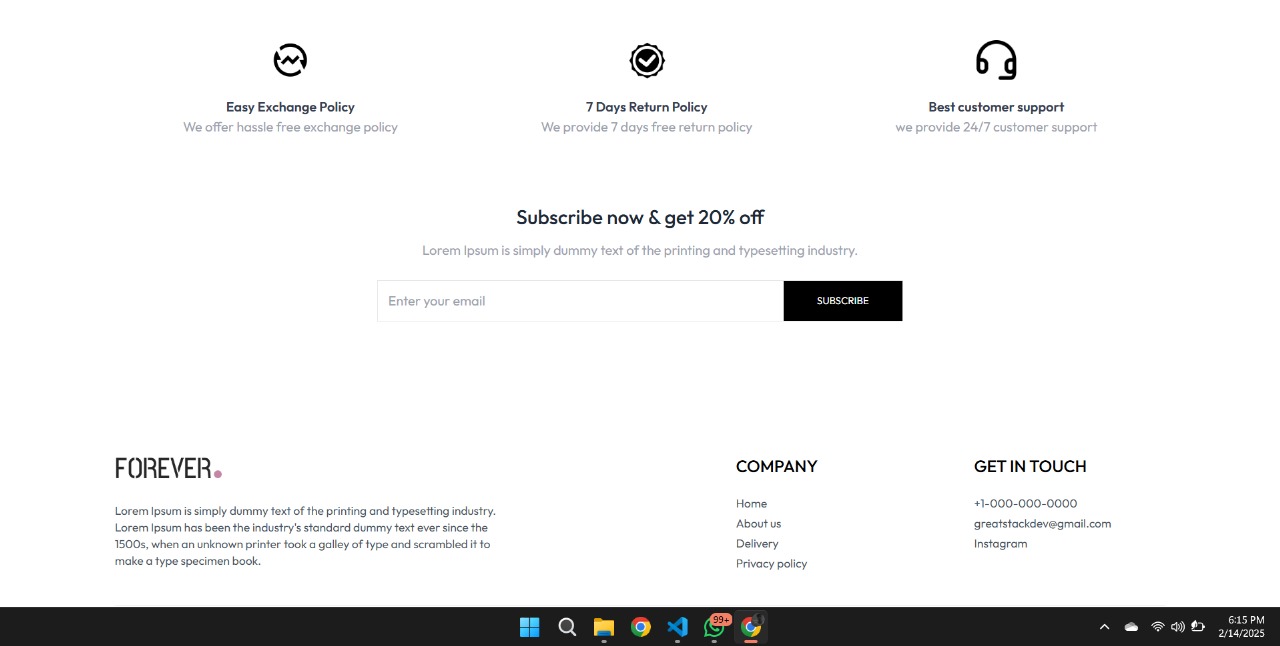 Easy Exchange Policy
We offer hassle free exchange policy
7 Days Return Policy
We provide 7 days free return policy
Best customer support
we provide 24/7 customer support
Subscribe now & get 20% off
Lorem Ipsum is simply dummy text of the printing and typesetting industry.
Enter your email
SUBSCRIBE
FOREVER.
Lorem Ipsum is simply dummy text of the printing and typesetting industry.
Lorem Ipsum has been the industry's standard dummy text ever since the
1500s, when an unknown printer took a galley of type and scrambled it to
make a type specimen book.
COMPANY
Home
About us
Delivery
Privacy policy
GET IN TOUCH
+1-000-000-0000
greatstackdev@gmail.com
Instagram
99+
6:15 PM
2/14/2025